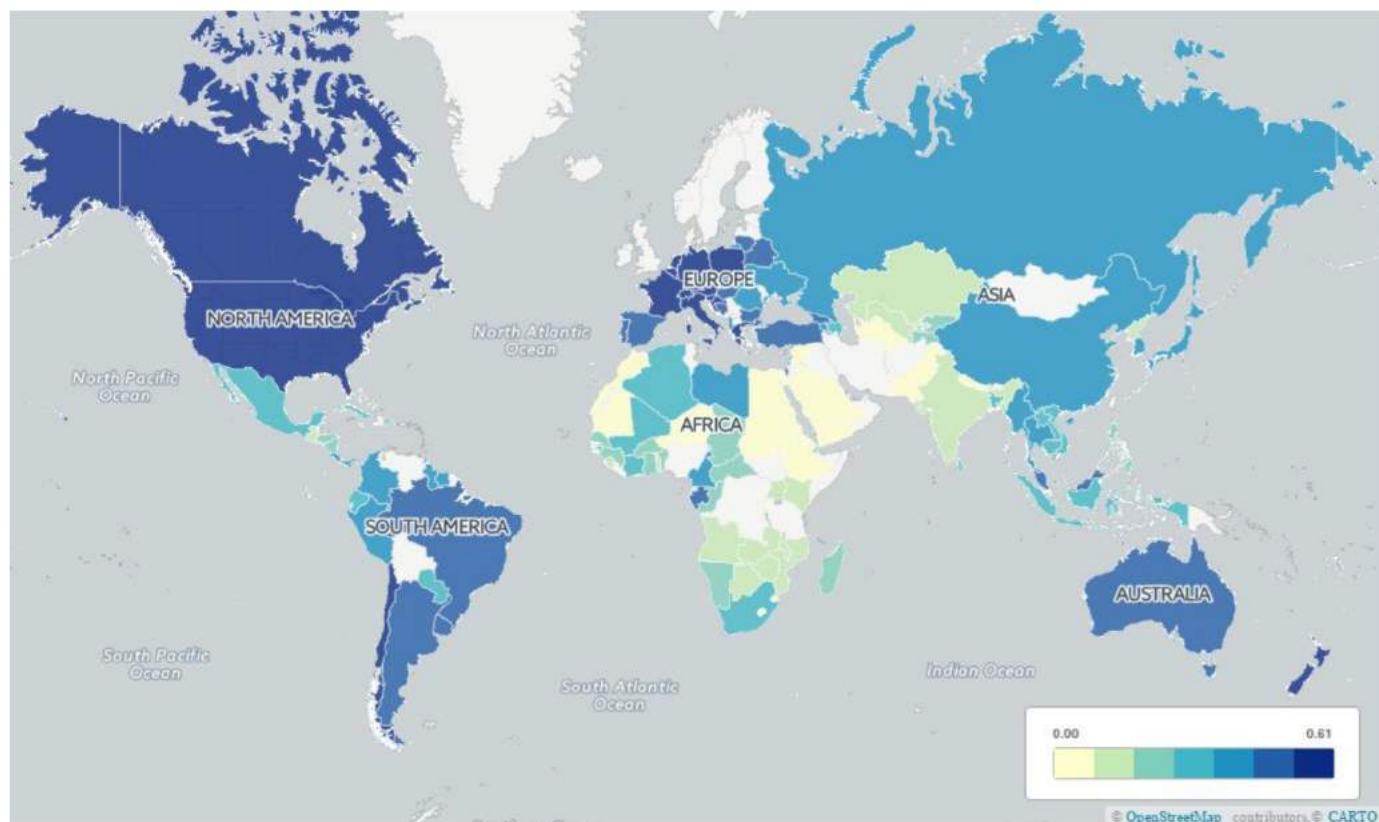 NORTH AMERICA
EUROPE
ASIA
North Atlantic
Ocean
North Pacific
Ocean
AFRICA
SOUTH AMERICA
AUSTRALIA
South Pacific
Ocean
South Atlantic
Ocean
Indian Ocean
0.00 0.61
© OpenStreetMap contributors © CARTO